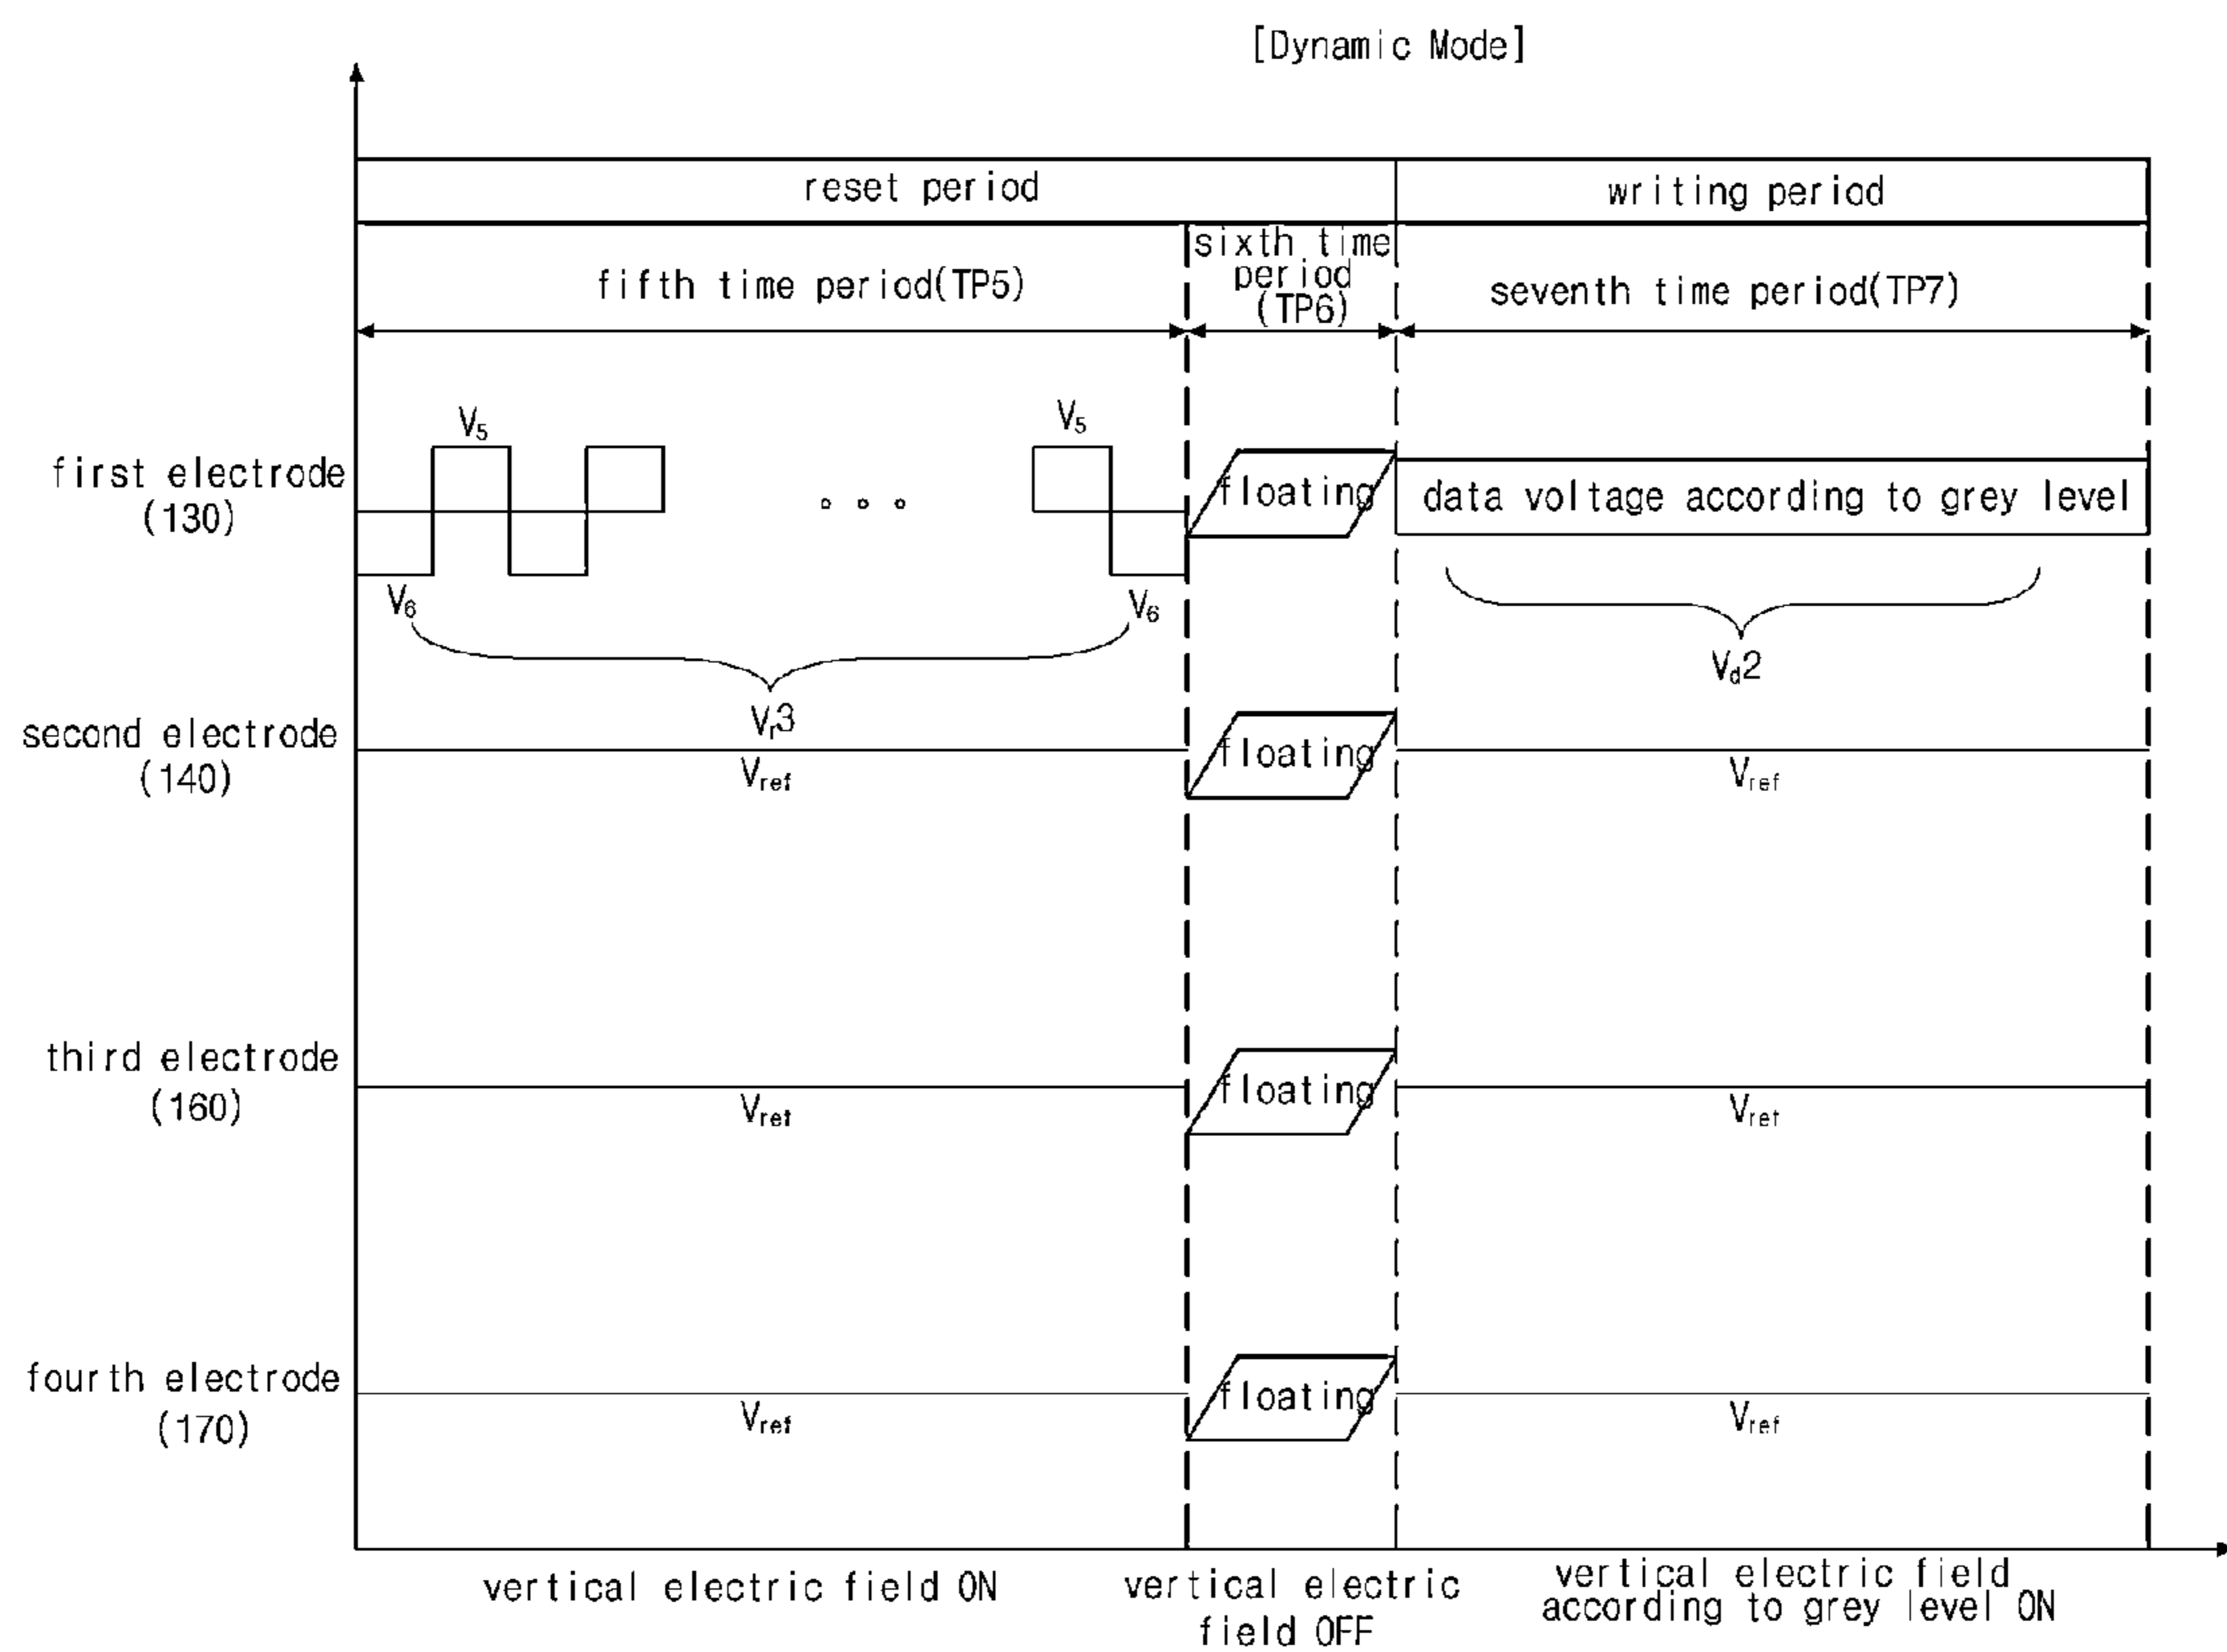 [Dynamic Mode]
reset period
writing period
fifth time period(TP5)
sixth time
period
(TP6)
seventh time period(TP7)
first electrode
(130)
V5
V5
V6
V6
Vr3
floating
data voltage according to grey level
Vd2
second electrode
(140)
Vref
floating
Vref
third electrode
(160)
Vref
floating
Vref
fourth electrode
(170)
Vref
floating
Vref
vertical electric field ON
vertical electric
field OFF
vertical electric field
according to grey level ON